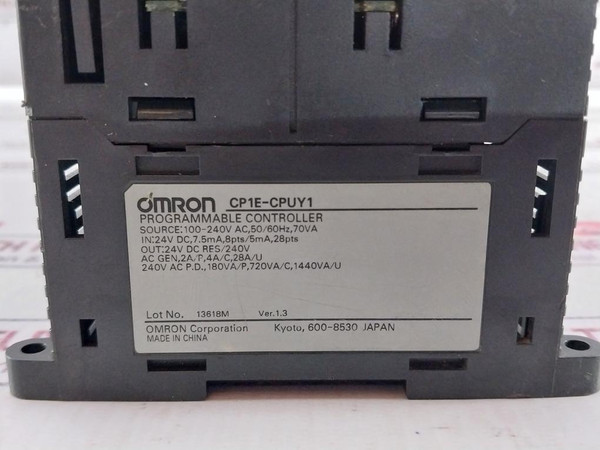 OMRON CP1E-CPUY1
PROGRAMMABLE CONTROLLER
SOURCE:100-240V AC,50/60Hz,70VA
IN:24V DC,7.5mA,8pts/5mA,28pts
OUT:24V DC RES/240V
AC GEN,2A/P,4A/C,28A/U
240V AC P.D.,180VA/P,720VA/C,1440VA/U
Lot No. 13618M Ver.1.3
OMRON Corporation Kyoto, 600-8530 JAPAN
MADE IN CHINA